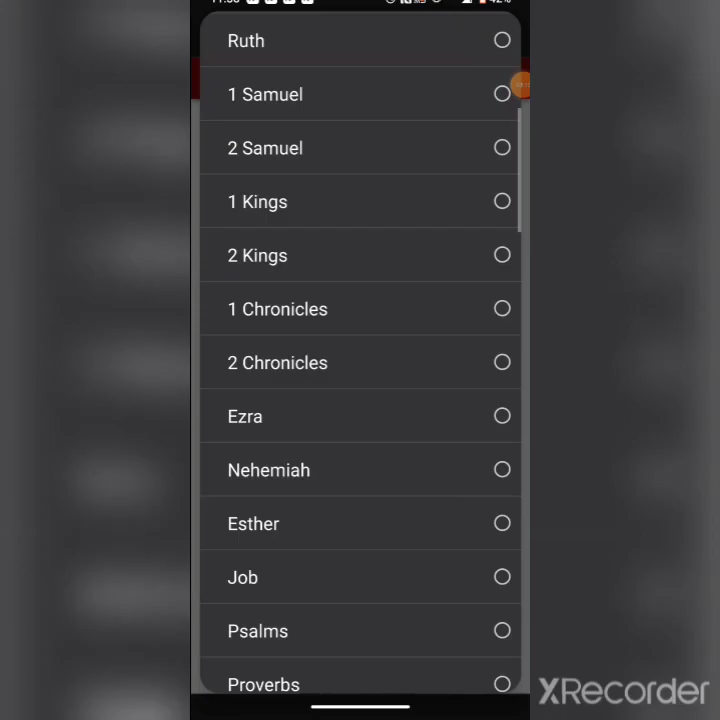 Ruth
1 Samuel
2 Samuel
1 Kings
2 Kings
1 Chronicles
2 Chronicles
Ezra
Nehemiah
Esther
Job
Psalms
Proverbs
XRecorder